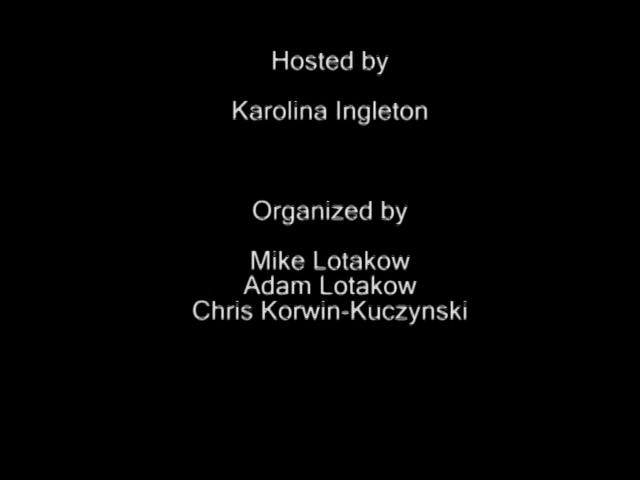 Hosted by
Karolina Ingleton
Organized by
Mike Lotakow
Adam Lotakow
Chris Korwin-Kuczynski